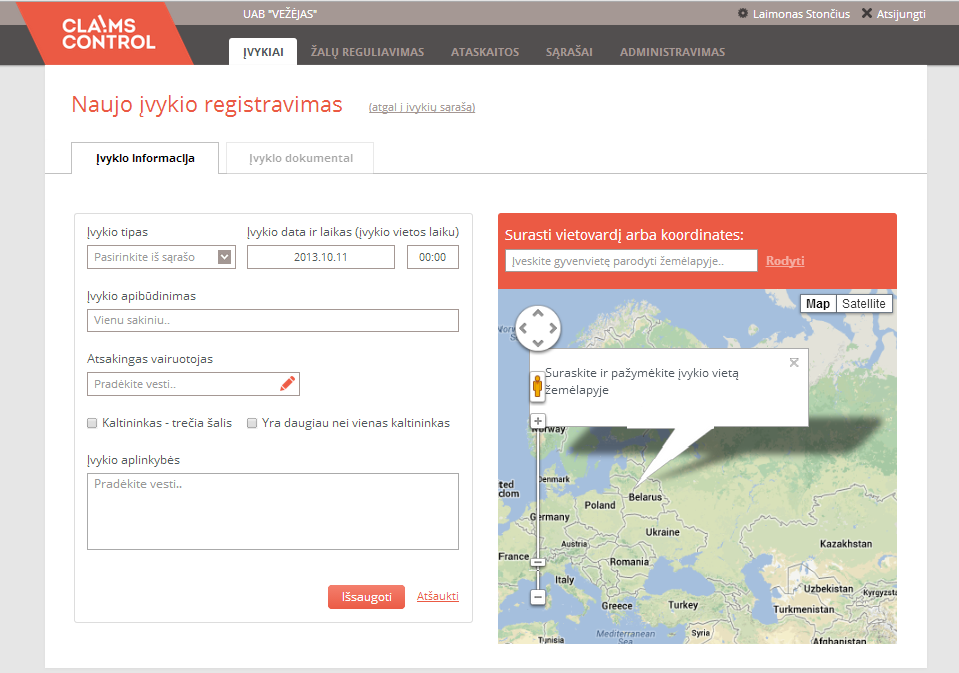 UAB "VEŽĖJAS"
Laimonas Stončius
Atsijungti
CLAIMS
CONTROL
ĮVYKIAI
ŽALŲ REGULIAVIMAS
ATASKAITOS
SĄRAŠAI
ADMINISTRAVIMAS
Naujo įvykio registravimas
(atgal į įvykių sąrašą)
Įvykio informacija
Įvykio dokumentai
Įvykio tipas
Įvykio data ir laikas (įvykio vietos laiku)
Pasirinkite iš sąrašo
2013.10.11
00:00
Įvykio apibūdinimas
Vienu sakiniu..
Atsakingas vairuotojas
Pradėkite vesti..
Kaltininkas - trečia šalis
Yra daugiau nei vienas kaltininkas
Įvykio aplinkybės
Pradėkite vesti..
Išsaugoti
Atšaukti
Surasti vietovardį arba koordinates:
Įveskite gyvenvietę parodyti žemėlapyje..
Rodyti
Map
Satellite
Suraskite ir pažymėkite įvykio vietą
žemėlapyje
Norway
Denmark
Belarus
Poland
Germany
Ukraine
Austria
Kazakhstan
France
Romania
Italy
Uzbekistan
Kyrgyzsta
Greece
Turkey
Turkmenistan
Mediterranean
Sea
Syria
Tunisia
Afghanistan